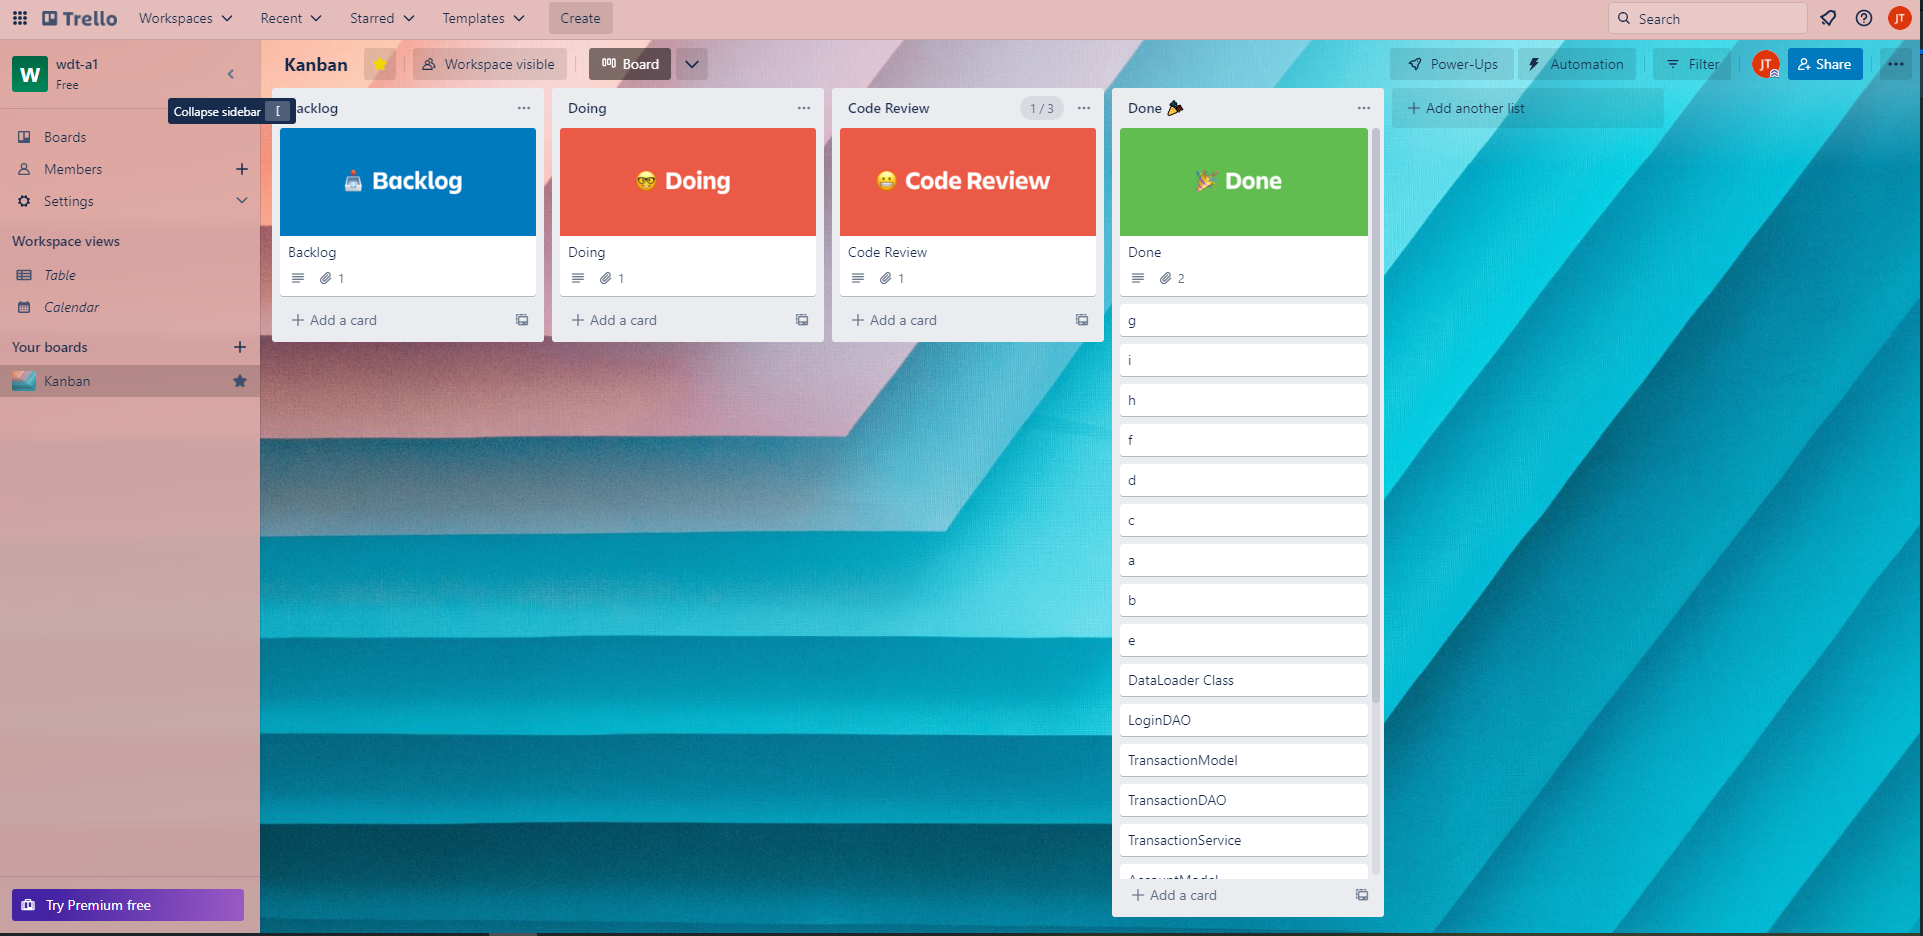 Trello Workspaces Recent Starred Templates Create Search JT
W wdt-a1
Free
Collapse sidebar [
Boards
Members
Settings
Workspace views
Table
Calendar
Your boards
Kanban
Try Premium free
Kanban Workspace visible Board Power-Ups Automation Filter JT Share
Backlog
Backlog
Backlog
1
Add a card
Doing
Doing
Doing
1
Add a card
Code Review 1 / 3
Code Review
Code Review
1
Add a card
Done
Done
Done
2
g
i
h
f
d
c
a
b
e
DataLoader Class
LoginDAO
TransactionModel
TransactionDAO
TransactionService
AccountModel
Add a card
Add another list